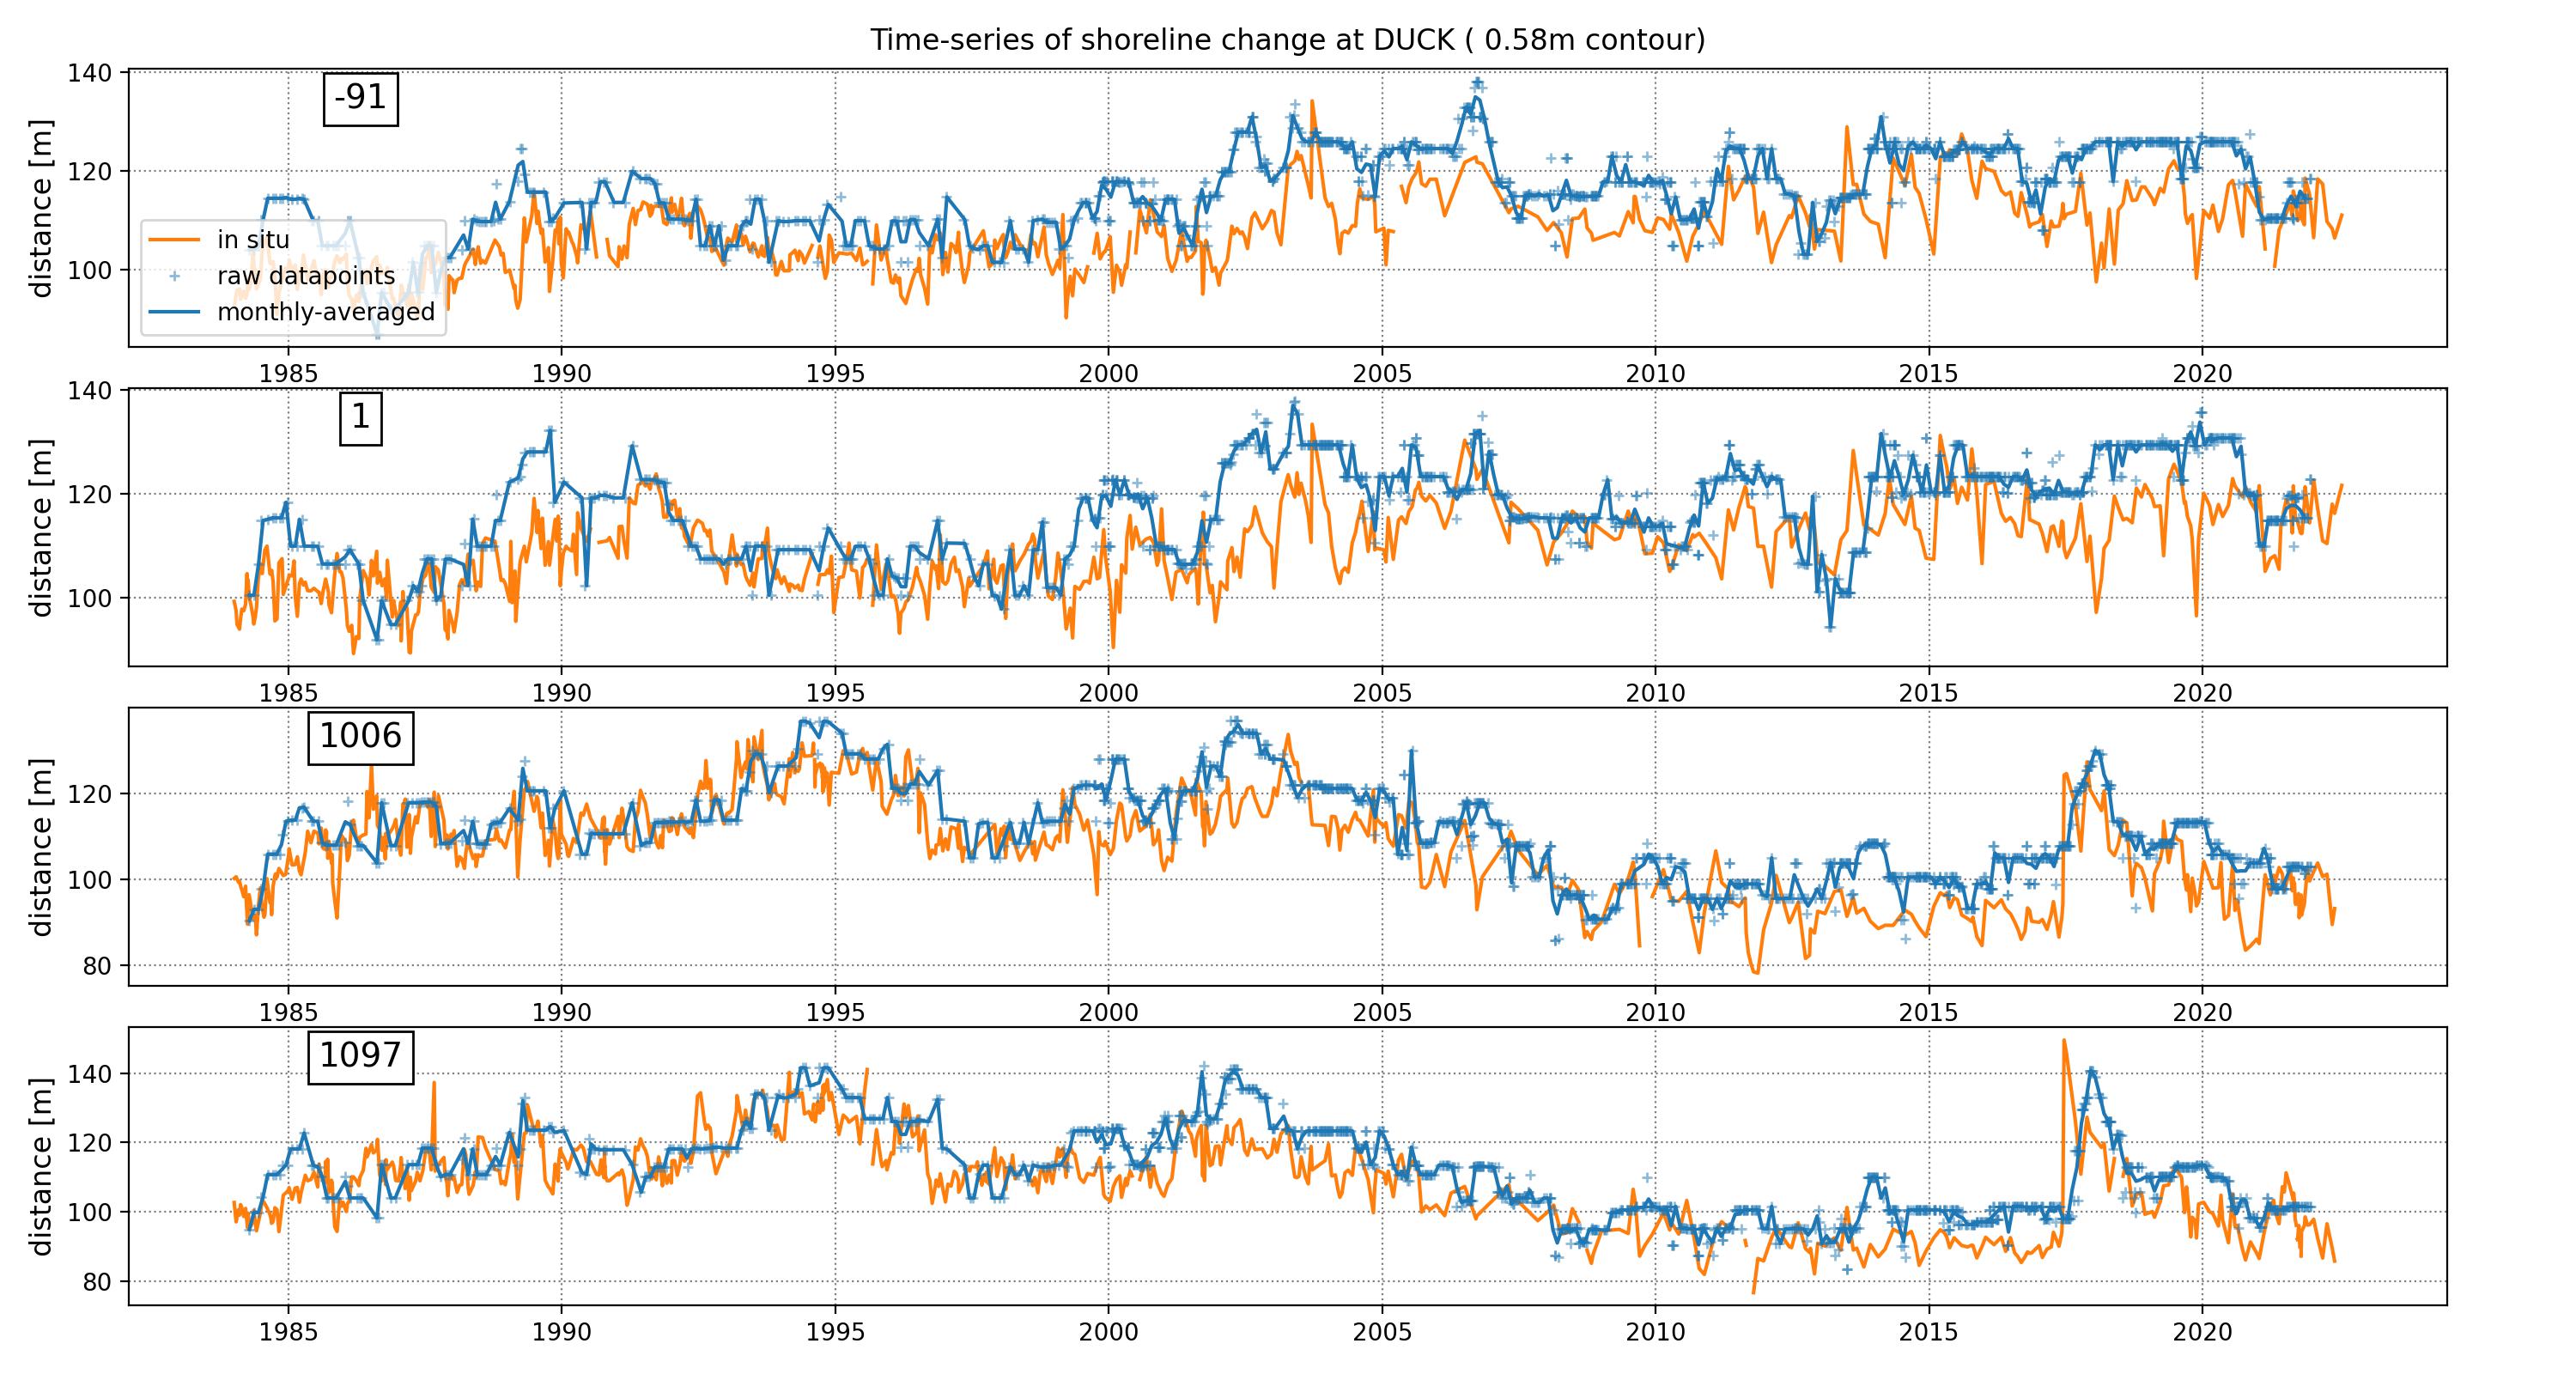 Time-series of shoreline change at DUCK ( 0.58m contour)
140
120
100
distance [m]
-91
in situ
raw datapoints
monthly-averaged
1985 1990 1995 2000 2005 2010 2015 2020
140
120
100
distance [m]
1
1985 1990 1995 2000 2005 2010 2015 2020
120
100
80
distance [m]
1006
1985 1990 1995 2000 2005 2010 2015 2020
140
120
100
80
distance [m]
1097
1985 1990 1995 2000 2005 2010 2015 2020